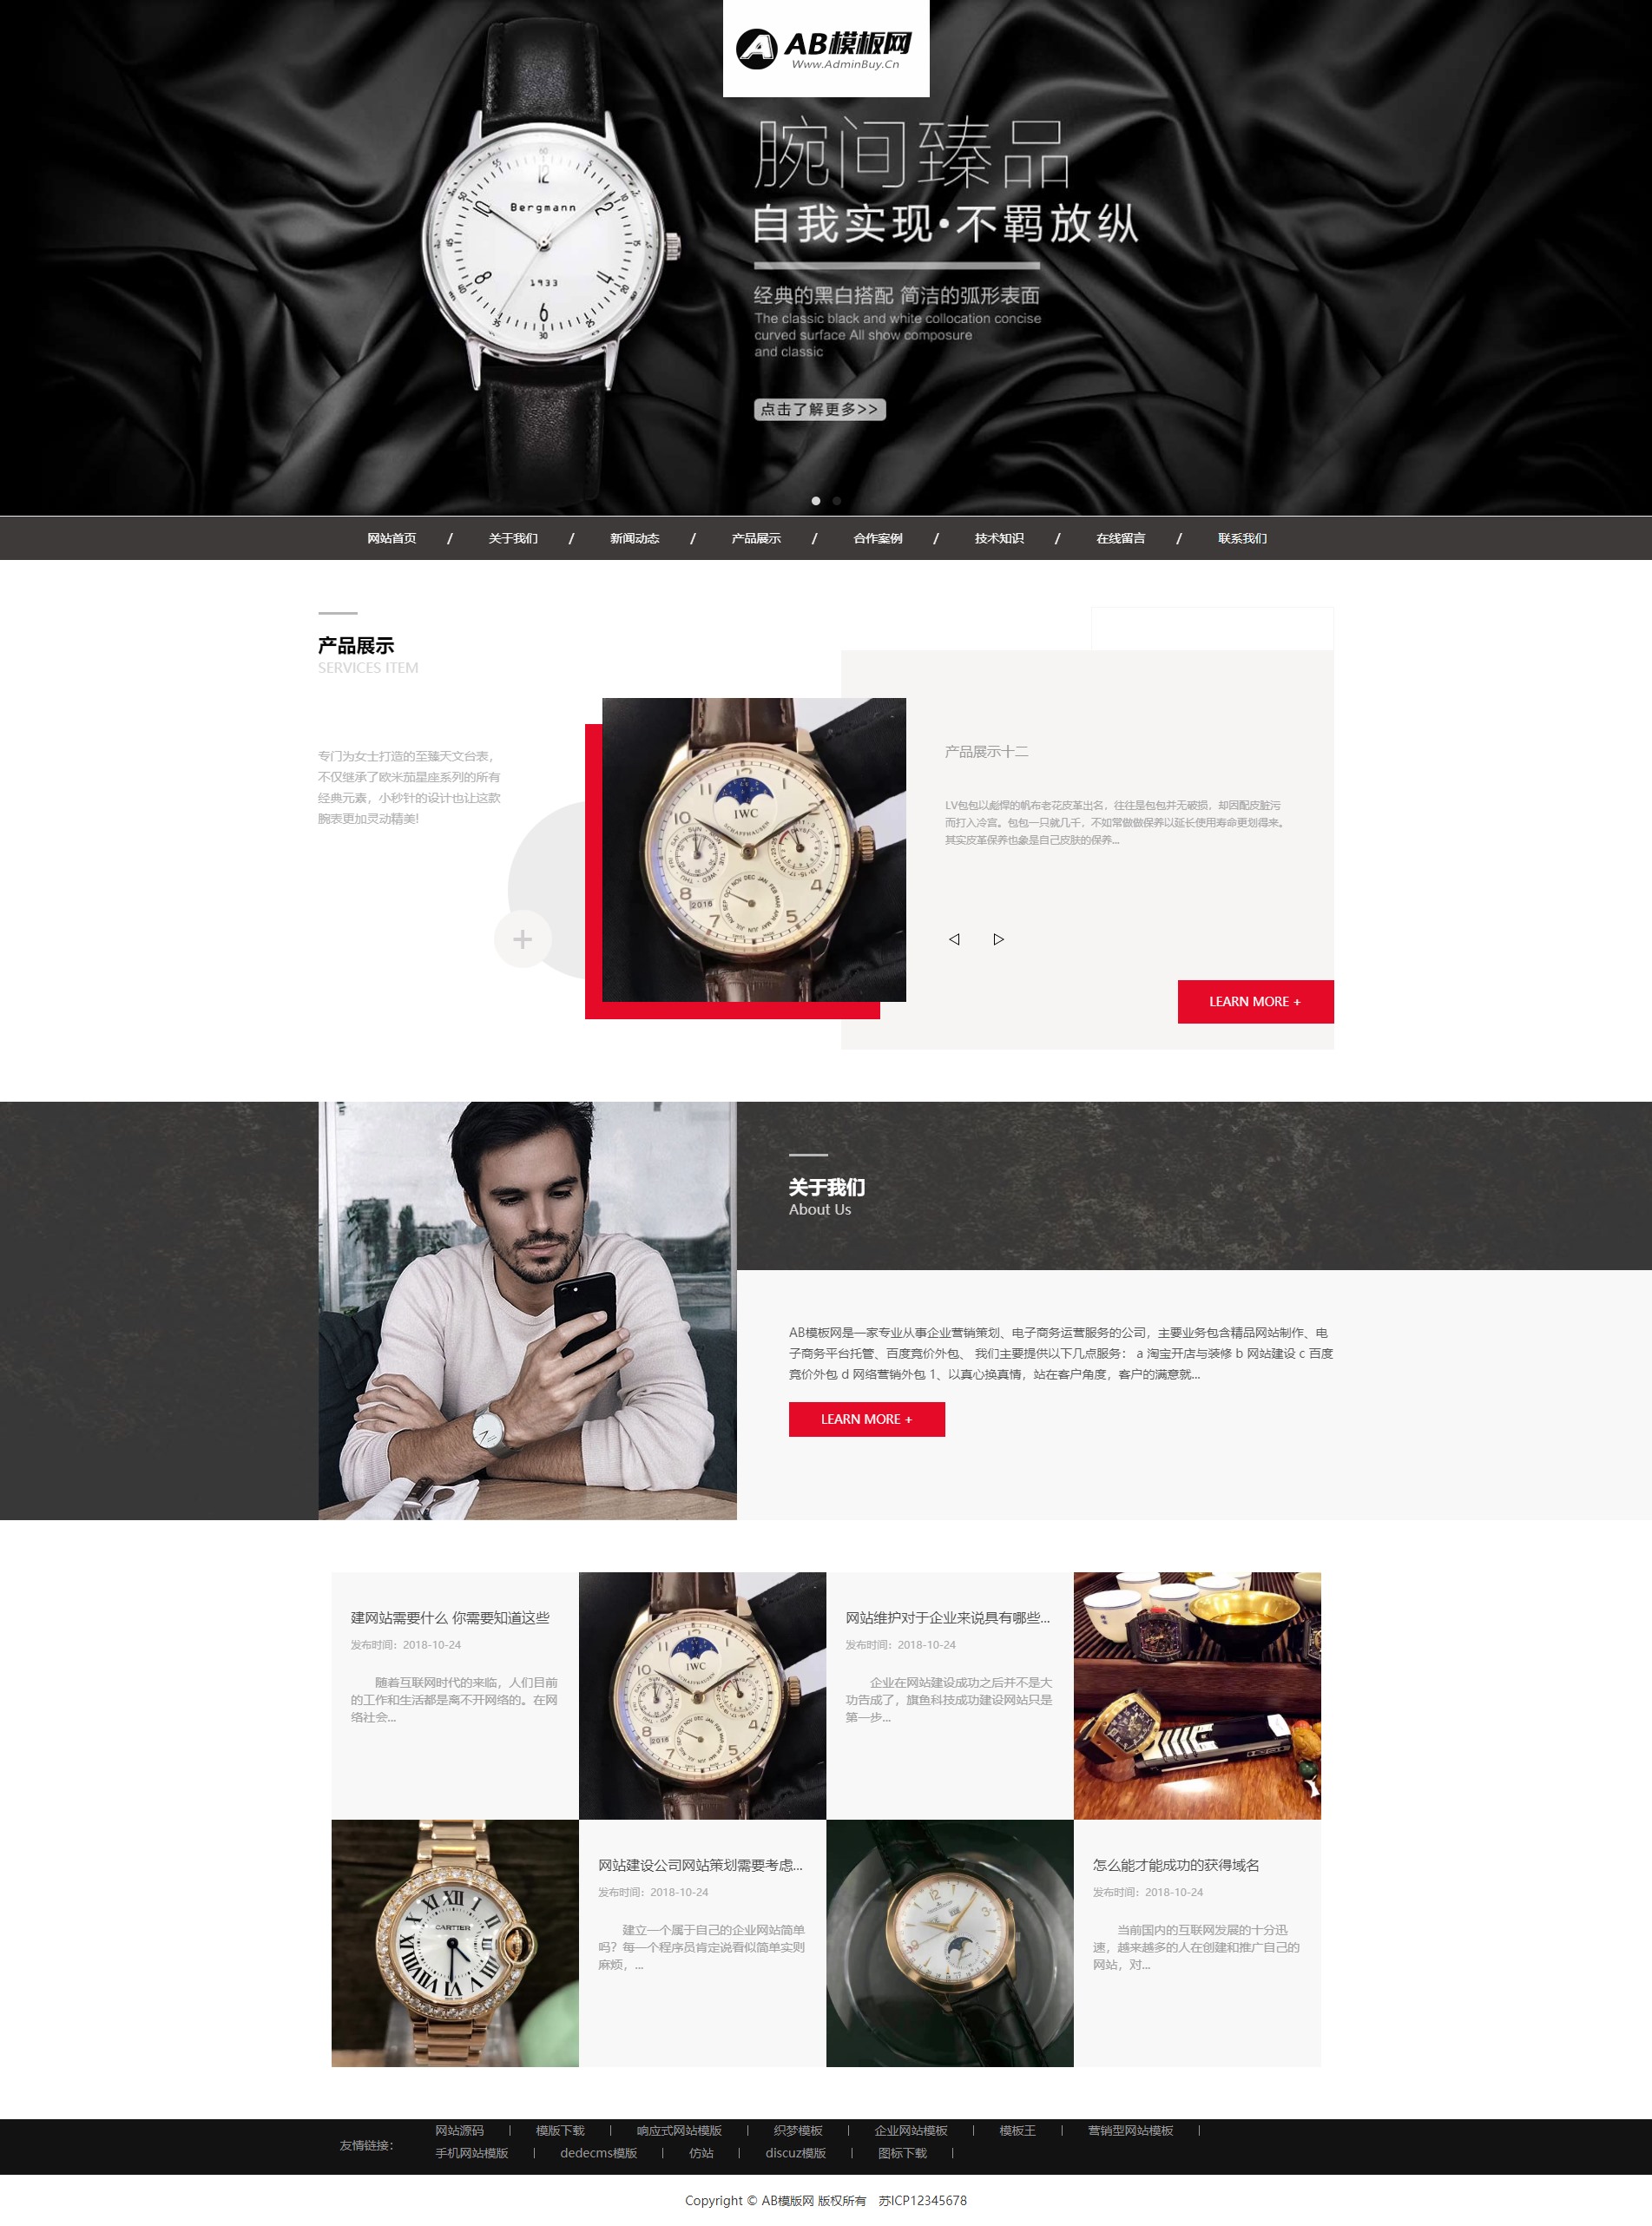 AB模板网
Www.AdminBuy.Cn
腕间臻品
自我实现•不羁放纵
经典的黑白搭配 简洁的弧形表面
The classic black and white collocation concise
curved surface All show composure
and classic
点击了解更多>>
Bergmann
1933
网站首页 / 关于我们 / 新闻动态 / 产品展示 / 合作案例 / 技术知识 / 在线留言 / 联系我们
产品展示
SERVICES ITEM
专门为女士打造的至臻天文台表,
不仅继承了欧米茄星座系列的所有
经典元素，小秒针的设计也让这款
腕表更加灵动精美!
+
IWC
SCHAFFHAUSEN
2016
产品展示十二
LV包包以彪悍的帆布老花皮革出名，往往是包包并无破损，却因配皮脏污
而打入冷宫。包包一只就几千，不如常做做保养以延长使用寿命更划得来。
其实皮革保养也象是自己皮肤的保养...
LEARN MORE +
关于我们
About Us
AB模板网是一家专业从事企业营销策划、电子商务运营服务的公司，主要业务包含精品网站制作、电
子商务平台托管、百度竞价外包、 我们主要提供以下几点服务： a 淘宝开店与装修 b 网站建设 c 百度
竞价外包 d 网络营销外包 1、以真心换真情，站在客户角度，客户的满意就...
LEARN MORE +
建网站需要什么 你需要知道这些
发布时间：2018-10-24
随着互联网时代的来临，人们目前
的工作和生活都是离不开网络的。在网
络社会...
IWC
网站维护对于企业来说具有哪些...
发布时间：2018-10-24
企业在网站建设成功之后并不是大
功告成了，旗鱼科技成功建设网站只是
第一步...
CARTIER
网站建设公司网站策划需要考虑...
发布时间：2018-10-24
建立一个属于自己的企业网站简单
吗？每一个程序员肯定说看似简单实则
麻烦，...
怎么能才能成功的获得域名
发布时间：2018-10-24
当前国内的互联网发展的十分迅
速，越来越多的人在创建和推广自己的
网站，对...
友情链接：
网站源码 | 模版下载 | 响应式网站模版 | 织梦模板 | 企业网站模板 | 模板王 | 营销型网站模板 |
手机网站模版 | dedecms模版 | 仿站 | discuz模版 | 图标下载 |
Copyright © AB模版网 版权所有 苏ICP12345678